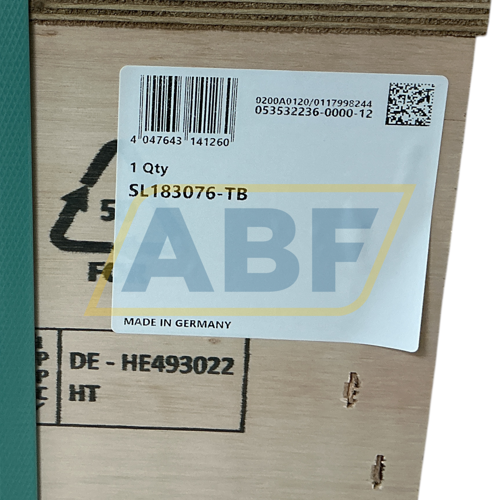 4 047643 141260
0200A0120/0117998244
053532236-0000-12
1 Qty
SL183076-TB
ABF
MADE IN GERMANY
5
DE - HE493022
HT